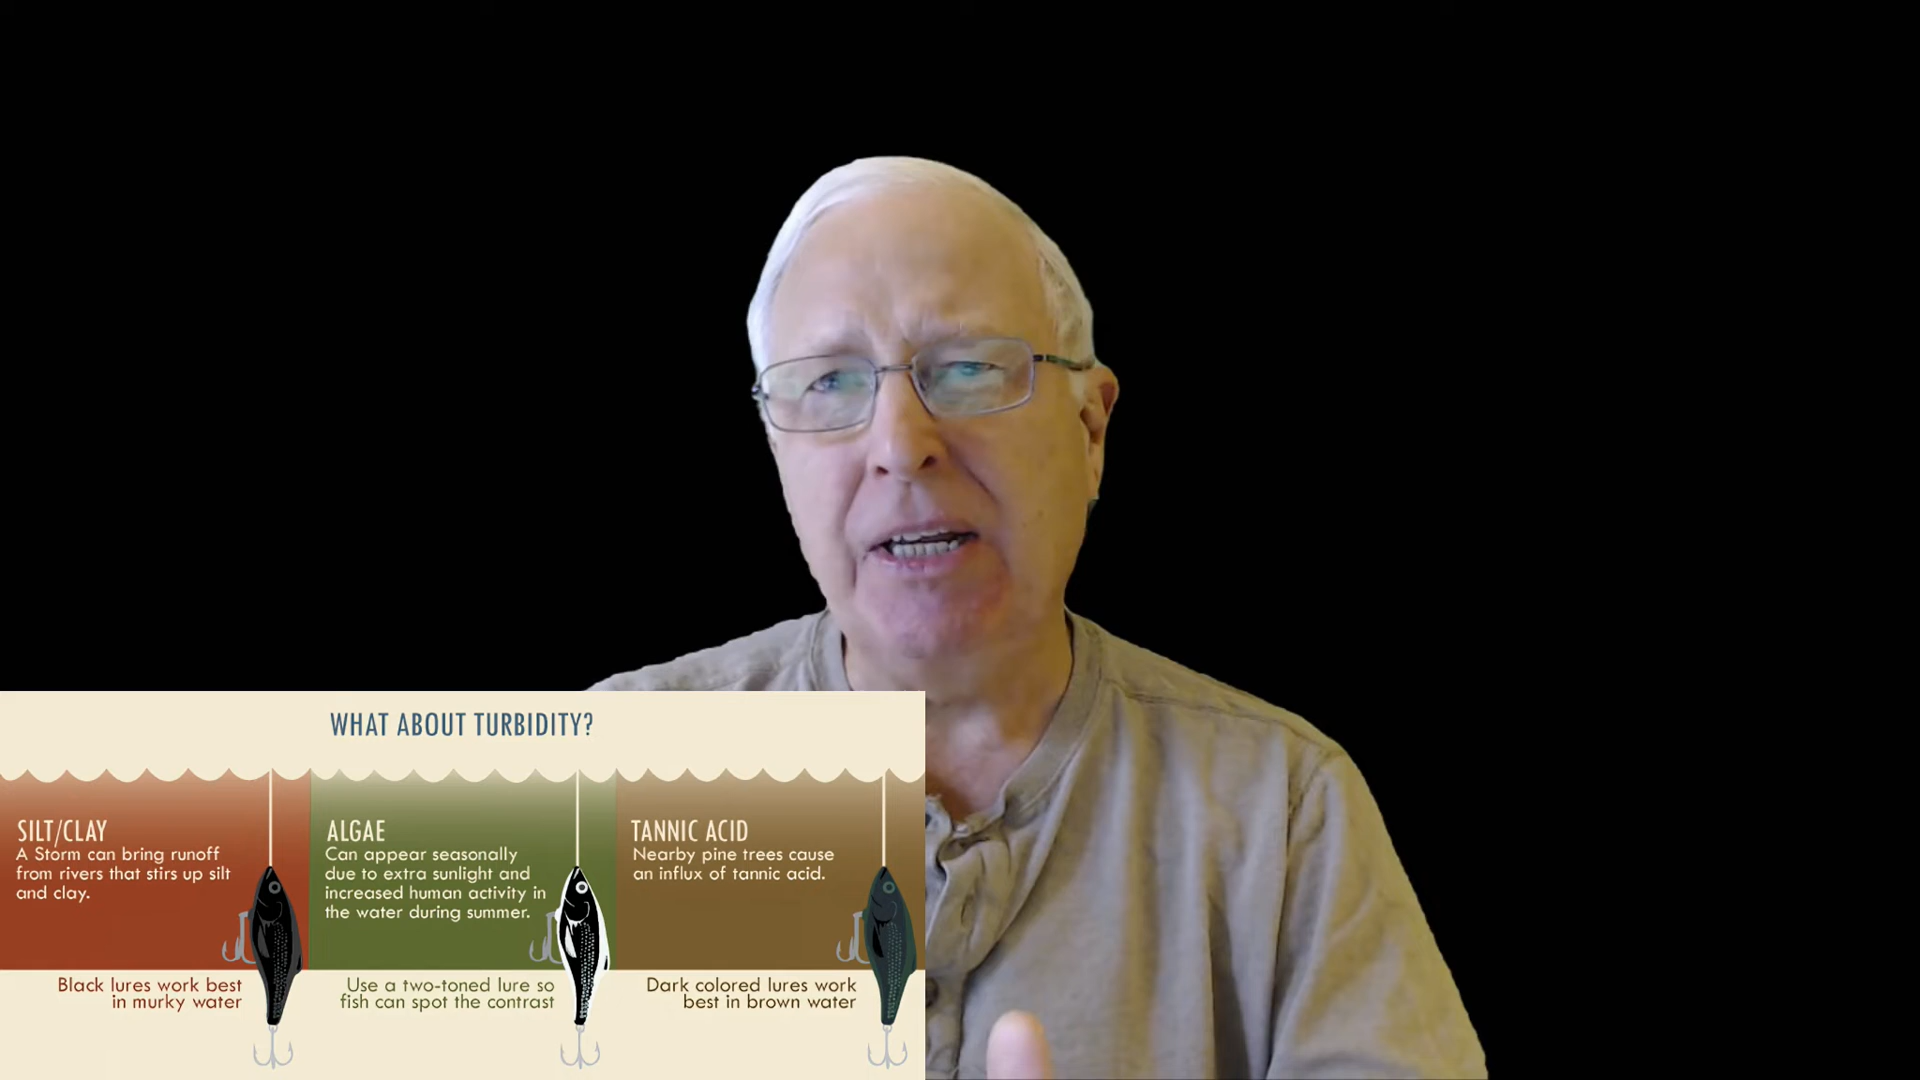 WHAT ABOUT TURBIDITY?
SILT/CLAY
A Storm can bring runoff
from rivers that stirs up silt
and clay.
Black lures work best
in murky water
ALGAE
Can appear seasonally
due to extra sunlight and
increased human activity in
the water during summer.
Use a two-toned lure so
fish can spot the contrast
TANNIC ACID
Nearby pine trees cause
an influx of tannic acid.
Dark colored lures work
best in brown water